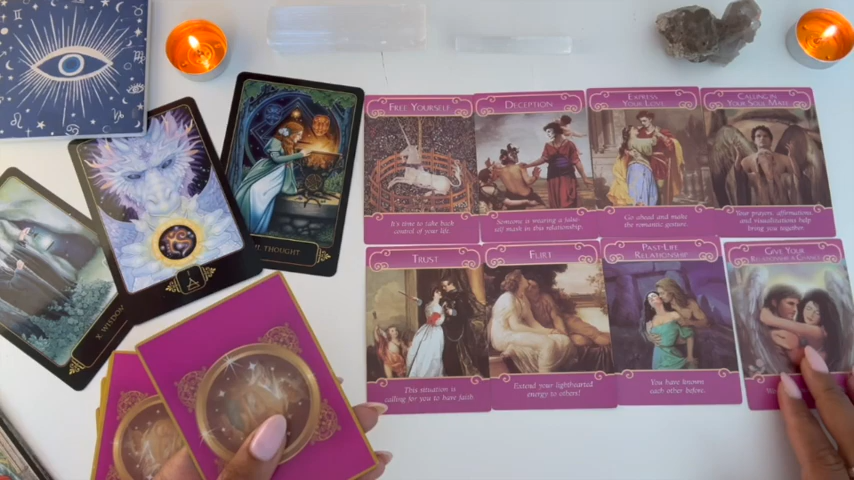 FREE YOURSELF
It's time to take back
control of your life.
DECEPTION
Someone is wearing a false
self mask in this relationship.
EXPRESS
YOUR LOVE
Go ahead and make
the romantic gesture.
CALLING IN
YOUR SOUL MATE
Your prayers, affirmations
and visualizations help
bring you together.
TRUST
This situation is
calling for you to have faith.
FLIRT
Extend your lighthearted
energy to others!
PAST-LIFE
RELATIONSHIP
You have known
each other before.
GIVE YOUR
RELATIONSHIP A CHANCE
X. WISDOM
THOUGHT